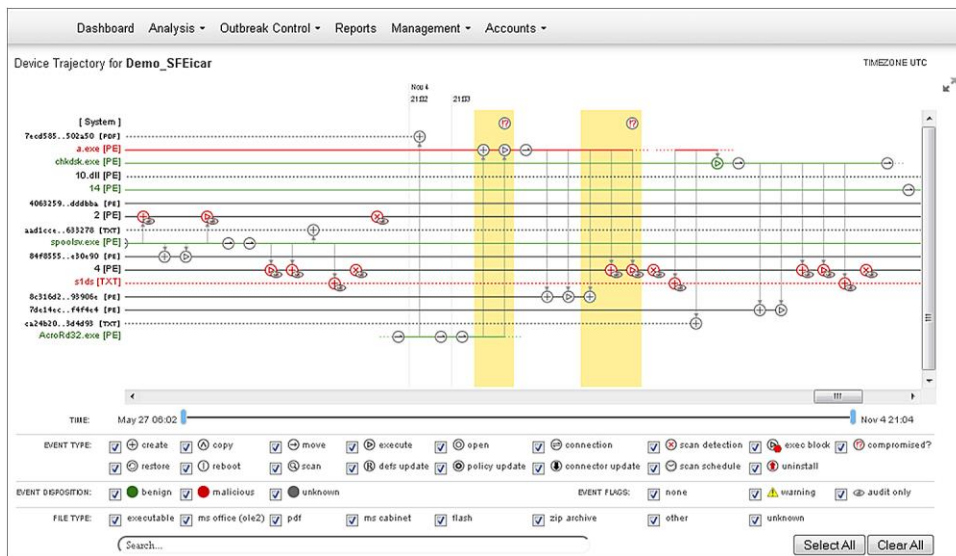 Dashboard Analysis Outbreak Control Reports Management Accounts
Device Trajectory for Demo_SFEicar TIMEZONE UTC
Nov 4
21:02 21:03
[ System ]
7ecd585..502a50 [PDF]
a.exe [PE]
chkdsk.exe [PE]
10.dll [PE]
14 [PE]
4063259..dddbba [PE]
2 [PE]
aad1cce..633278 [TXT]
spoolsv.exe [PE]
84f8555..e30e90 [PE]
4 [PE]
s1ds [TXT]
8c316d2..93906e [PE]
7de14cc..f4f4c4 [PE]
ca24b20..3d4d93 [TXT]
AcroRd32.exe [PE]
TIME: May 27 06:02 Nov 4 21:04
EVENT TYPE: create copy move execute open connection scan detection exec block compromised?
restore reboot scan defs update policy update connector update scan schedule uninstall
EVENT DISPOSITION: benign malicious unknown EVENT FLAGS: none warning audit only
FILE TYPE: executable ms office (ole2) pdf ms cabinet flash zip archive other unknown
Search... Select All Clear All